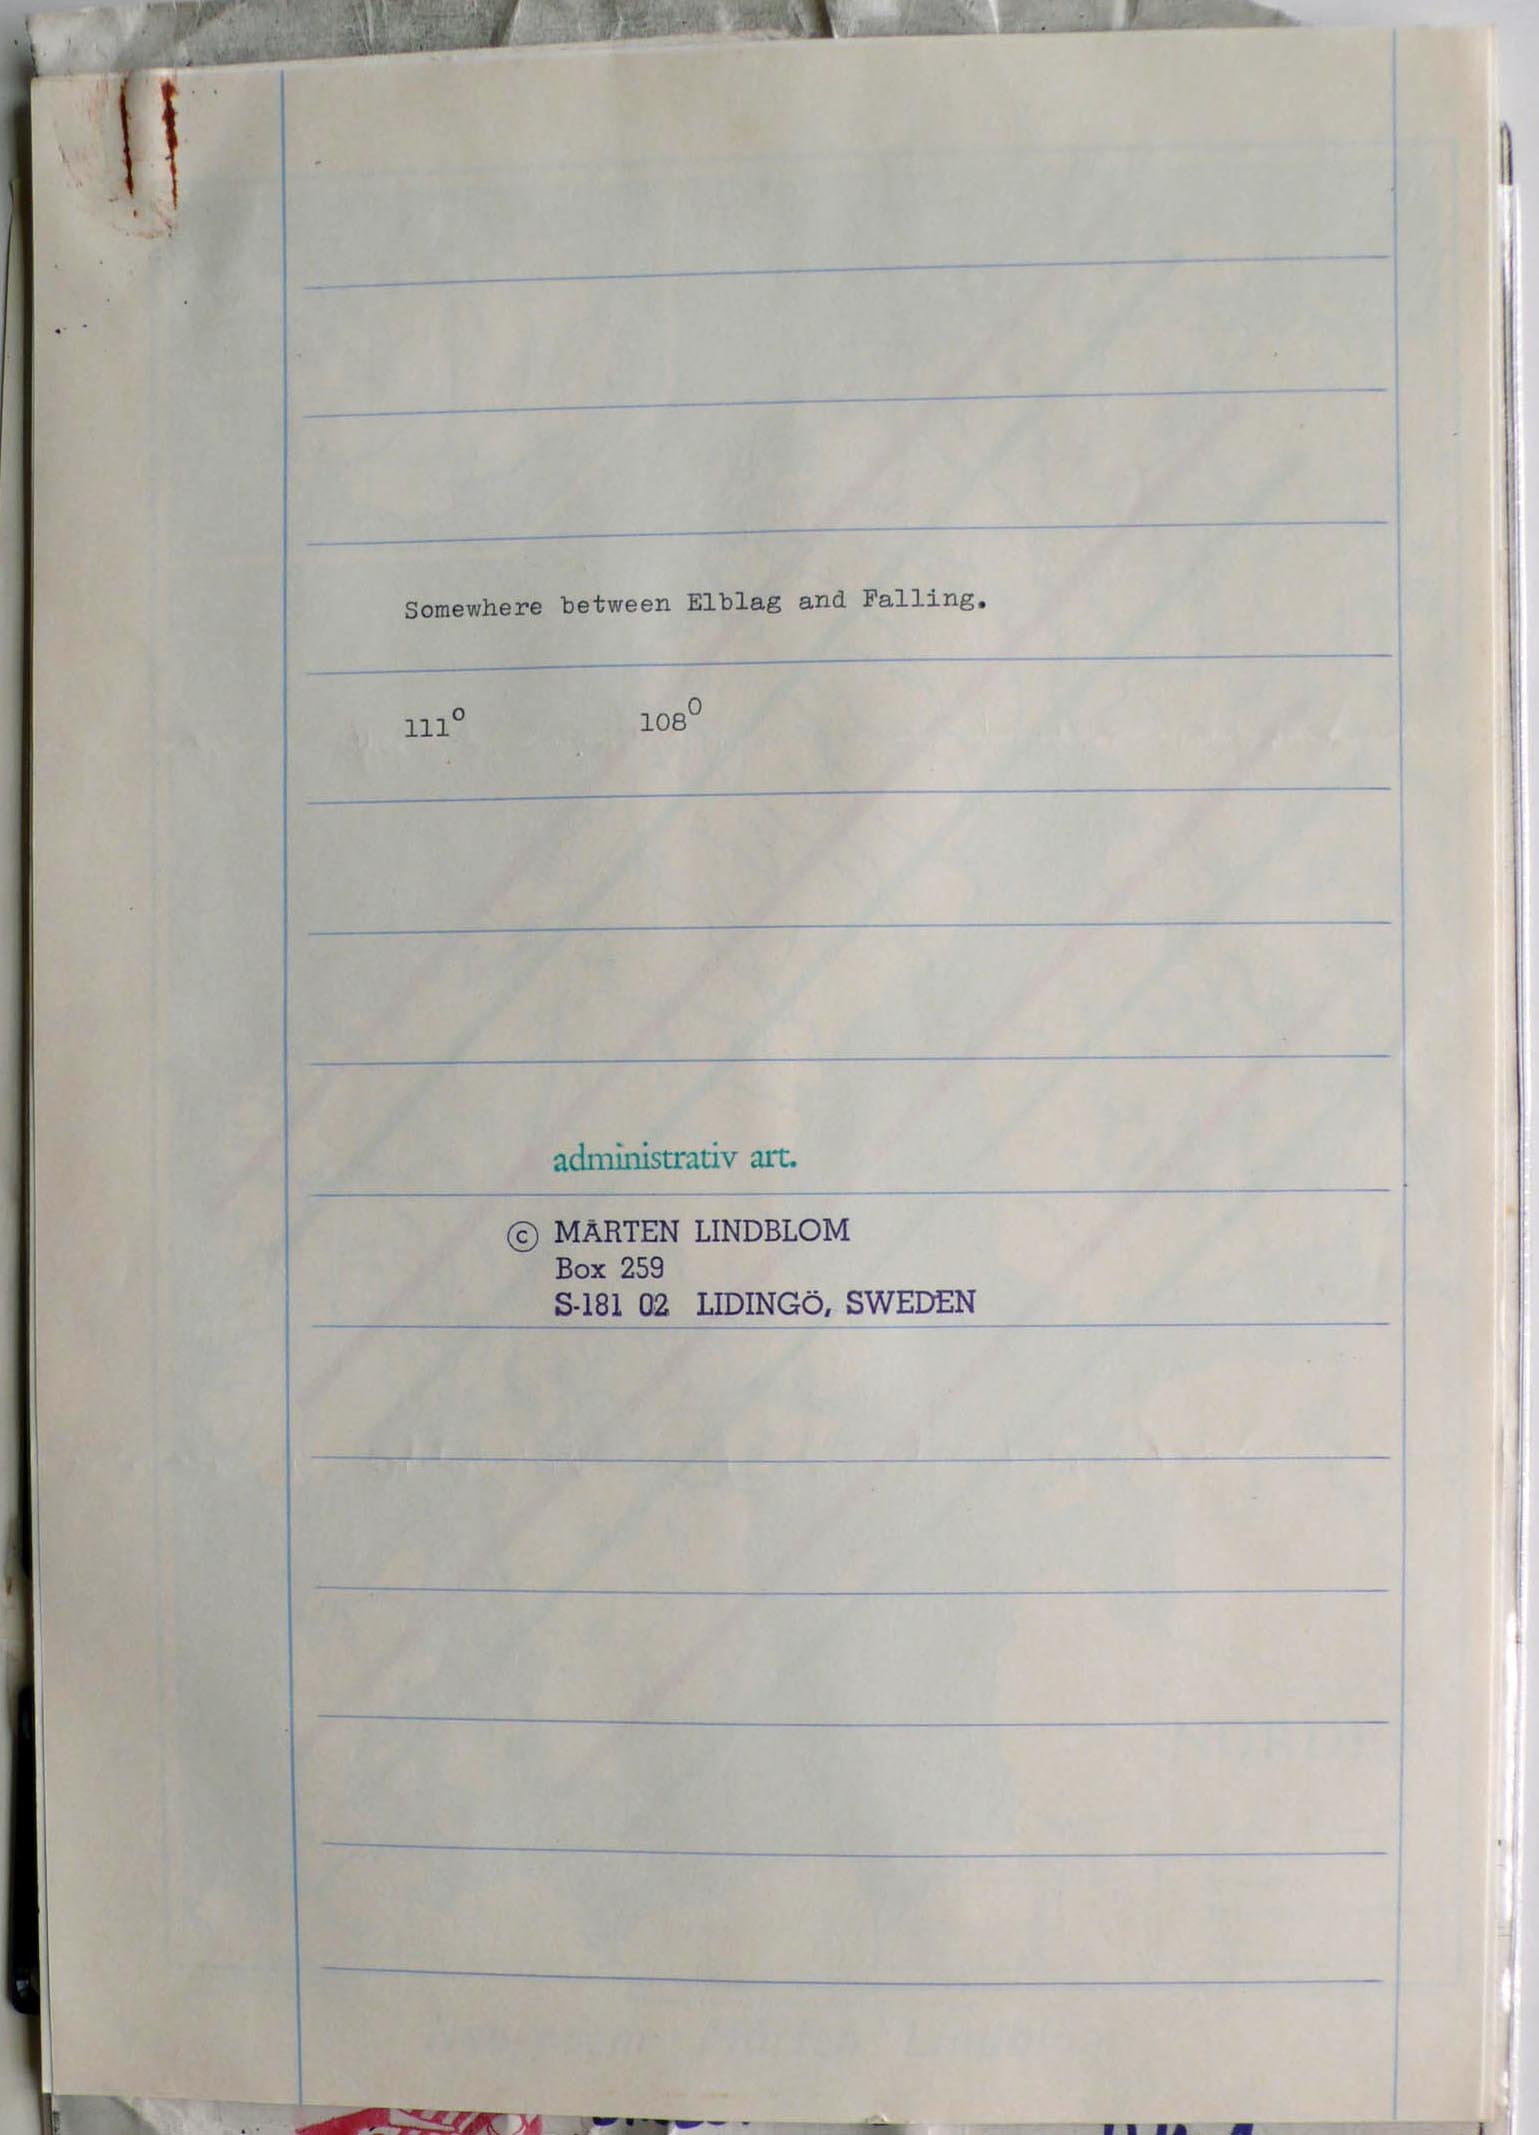 Somewhere between Elblag and Falling.
111° 108°
administrativ art.
© MÅRTEN LINDBLOM
Box 259
S-181 02 LIDINGÖ, SWEDEN